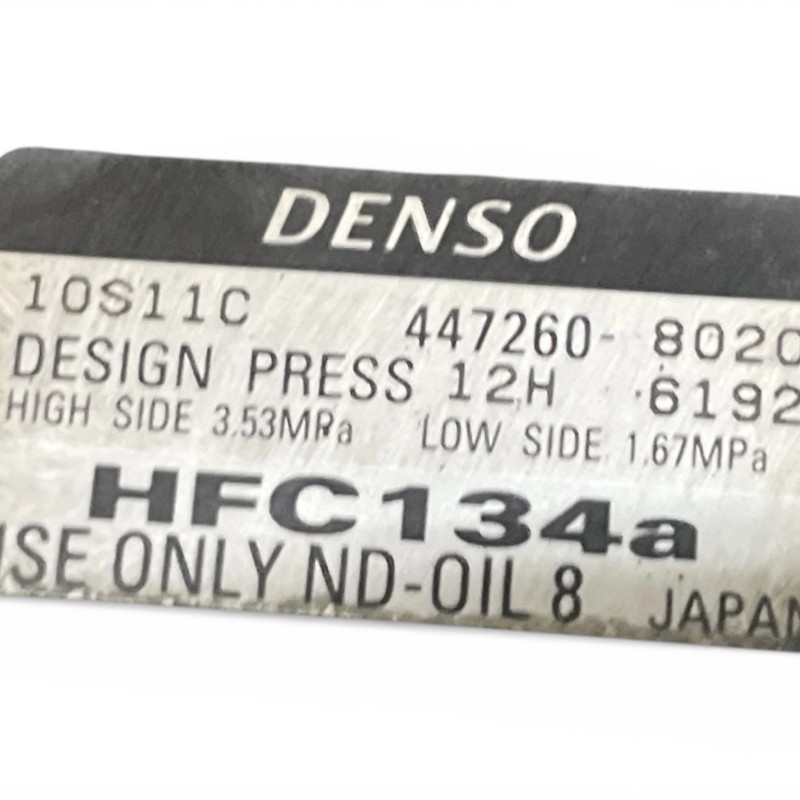 DENSO
10S11C 447260- 8020
DESIGN PRESS 12H 6192
HIGH SIDE 3.53MPa LOW SIDE 1.67MPa
HFC134a
USE ONLY ND-OIL 8 JAPAN